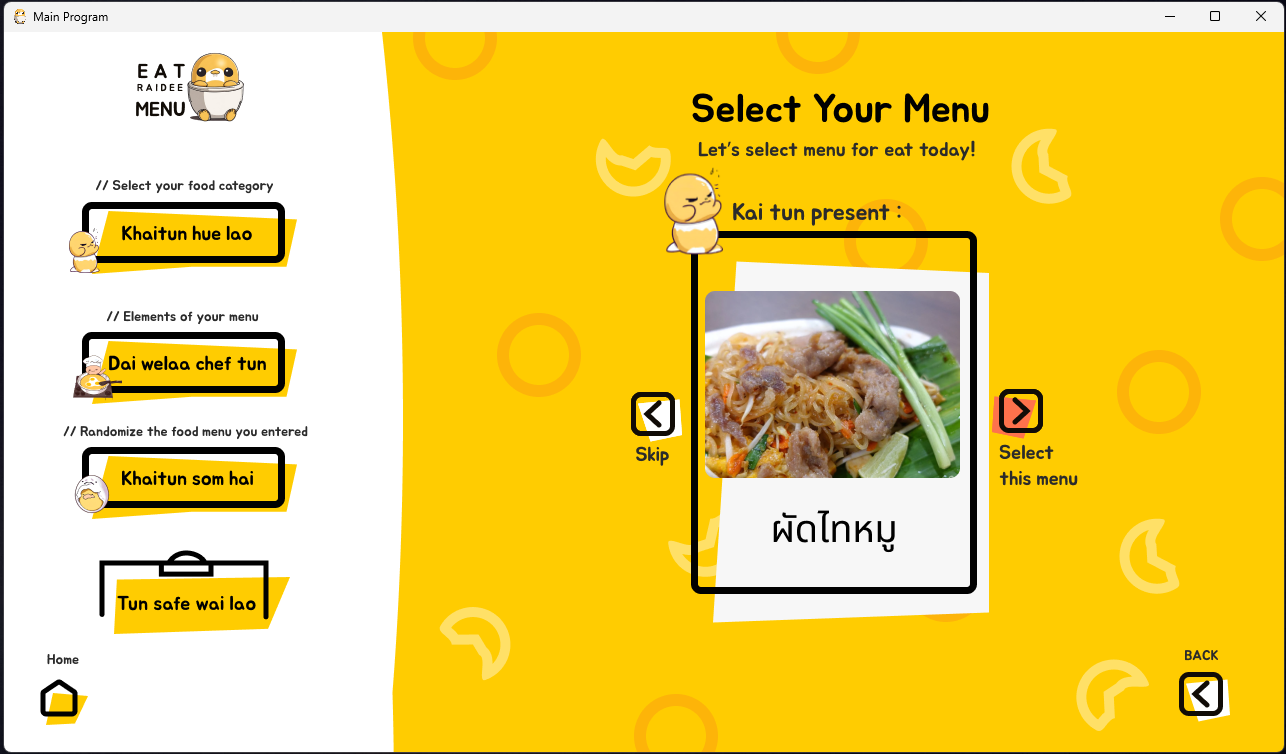 Main Program
EAT
RAIDEE
MENU
// Select your food category
Khaitun hue lao
// Elements of your menu
Dai welaa chef tun
// Randomize the food menu you entered
Khaitun som hai
Tun safe wai lao
Home
Select Your Menu
Let's select menu for eat today!
Kai tun present :
Skip
Select
this menu
ผัดไทหมู
BACK